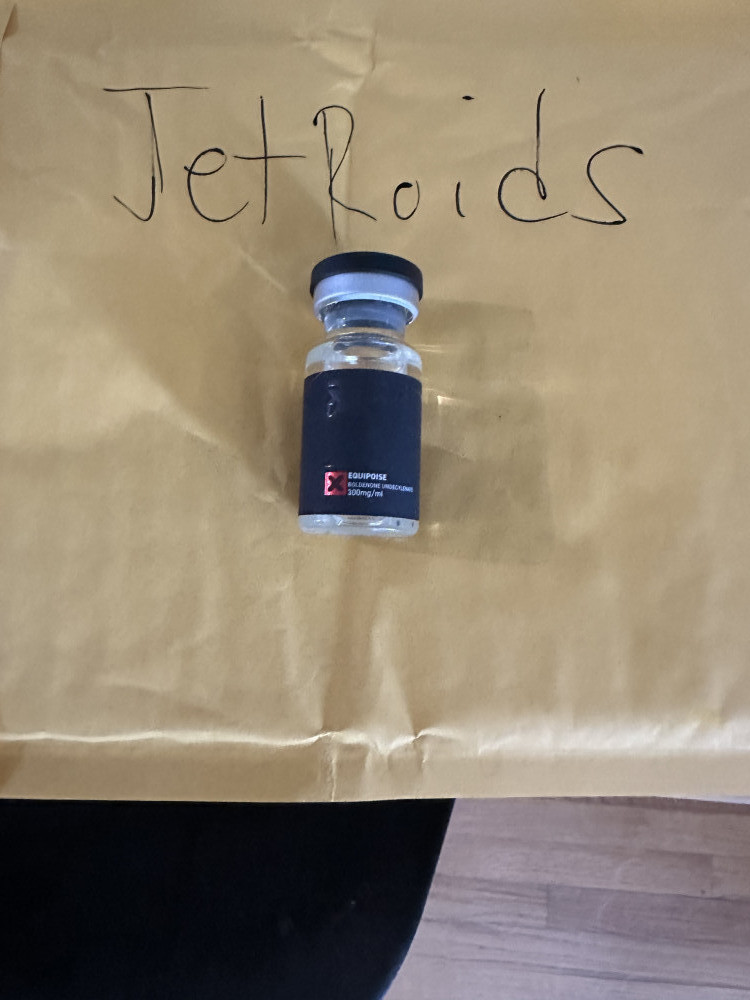 JetRoids
EQUIPOISE
BOLDENONE UNDECYLENATE
300mg/ml